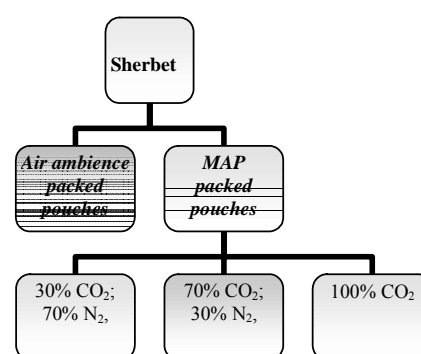 Sherbet
Air ambience
packed
pouches
MAP
packed
pouches
30% CO₂;
70% N₂,
70% CO₂;
30% N₂,
100% CO₂